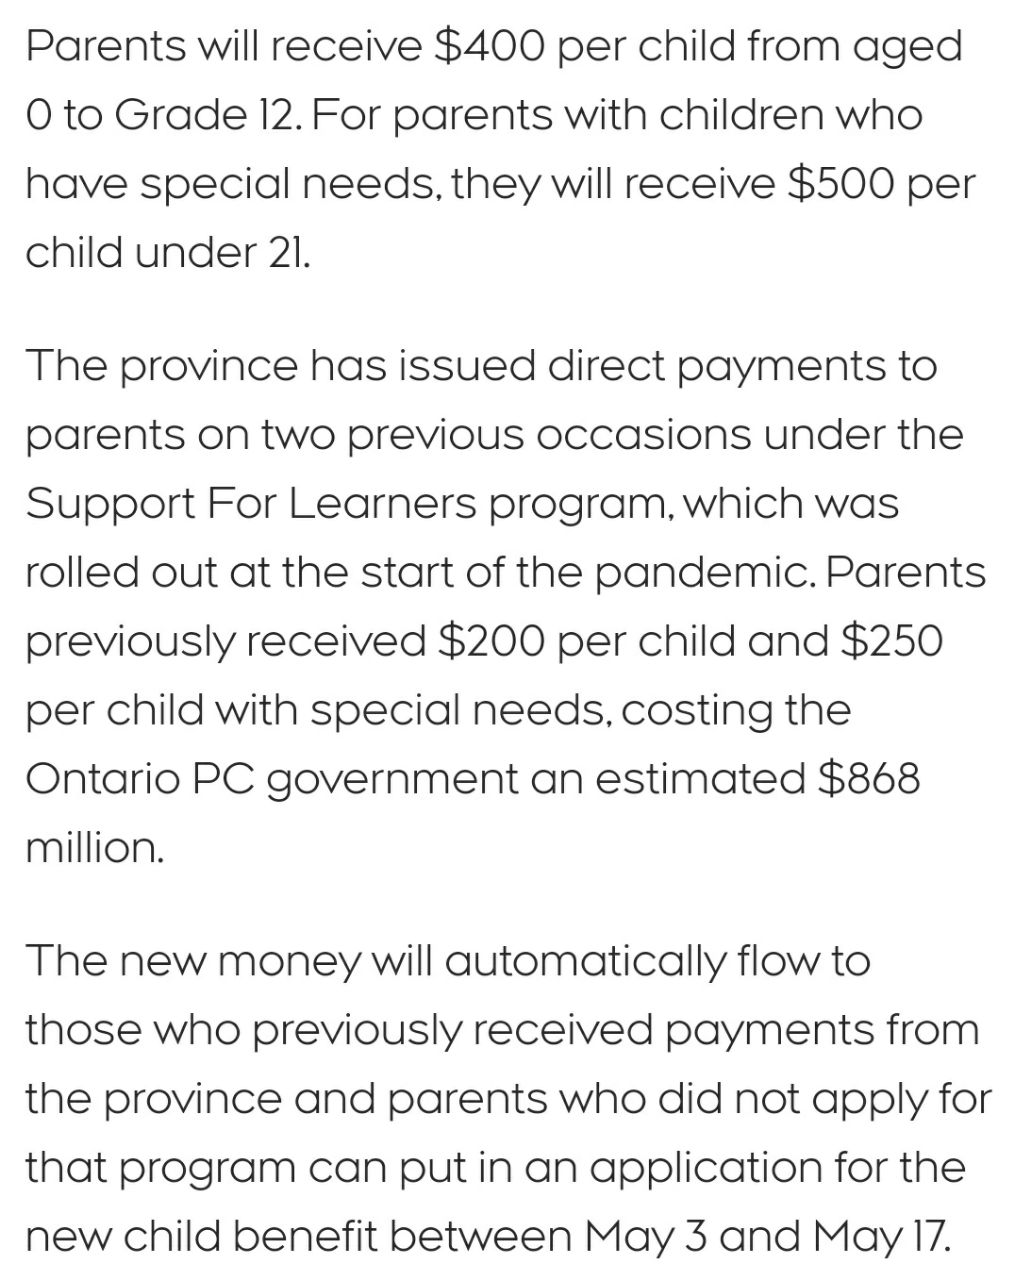 Parents will receive $400 per child from aged
0 to Grade 12. For parents with children who
have special needs, they will receive $500 per
child under 21.
The province has issued direct payments to
parents on two previous occasions under the
Support For Learners program, which was
rolled out at the start of the pandemic. Parents
previously received $200 per child and $250
per child with special needs, costing the
Ontario PC government an estimated $868
million.
The new money will automatically flow to
those who previously received payments from
the province and parents who did not apply for
that program can put in an application for the
new child benefit between May 3 and May 17.